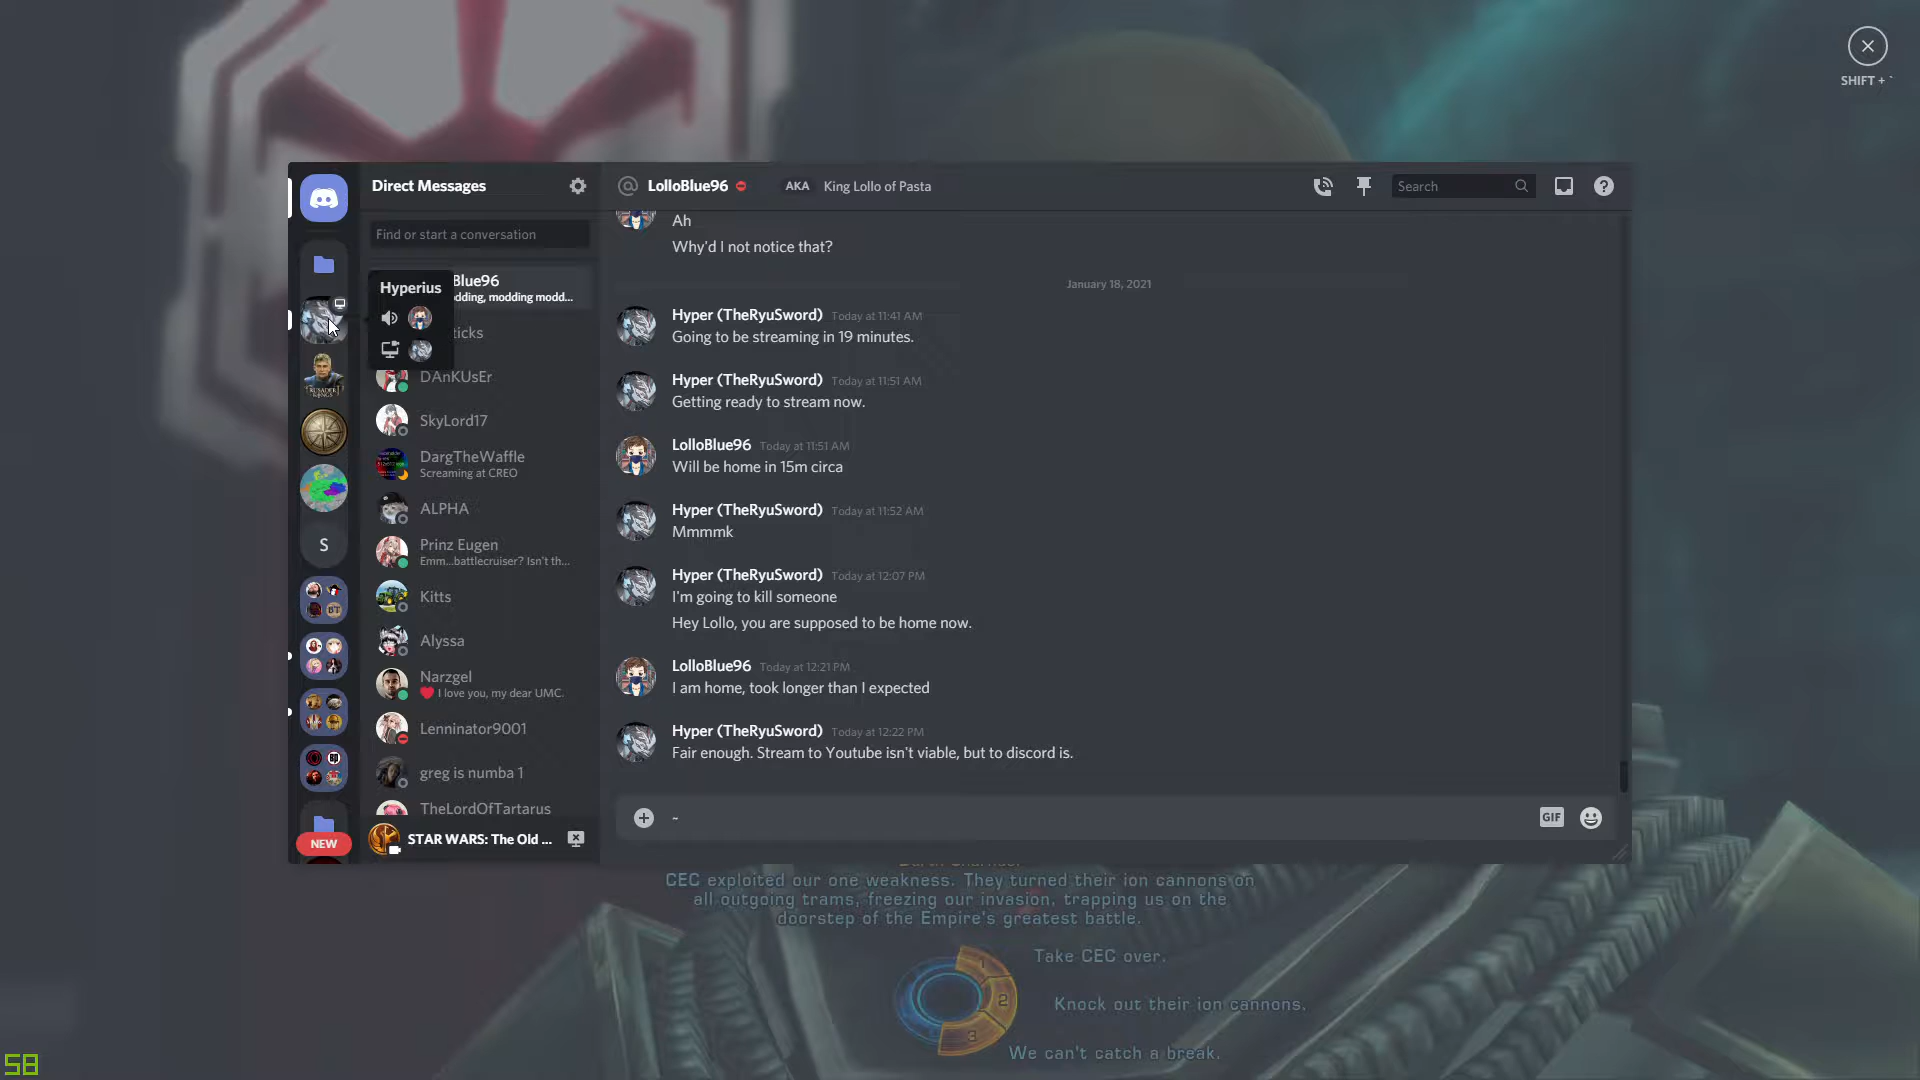 SHIFT + `
Direct Messages
Find or start a conversation
Hyperius
Blue96
dding, modding modd...
ticks
DAnKUsEr
SkyLord17
DargTheWaffle
Screaming at CREO
ALPHA
Prinz Eugen
Emm...battlecruiser? Isn't th...
Kitts
Alyssa
Narzgel
I love you, my dear UMC.
Lenninator9001
greg is numba 1
TheLordOfTartarus
S
NEW
STAR WARS: The Old ...
LolloBlue96 AKA King Lollo of Pasta
Search
Ah
Why'd I not notice that?
January 18, 2021
Hyper (TheRyuSword) Today at 11:41 AM
Going to be streaming in 19 minutes.
Hyper (TheRyuSword) Today at 11:51 AM
Getting ready to stream now.
LolloBlue96 Today at 11:51 AM
Will be home in 15m circa
Hyper (TheRyuSword) Today at 11:52 AM
Mmmmk
Hyper (TheRyuSword) Today at 12:07 PM
I'm going to kill someone
Hey Lollo, you are supposed to be home now.
LolloBlue96 Today at 12:21 PM
I am home, took longer than I expected
Hyper (TheRyuSword) Today at 12:22 PM
Fair enough. Stream to Youtube isn't viable, but to discord is.
~
GIF
CEC exploited our one weakness. They turned their ion cannons on
all outgoing trams, freezing our invasion, trapping us on the
doorstep of the Empire's greatest battle.
1 Take CEC over.
2 Knock out their ion cannons.
3 We can't catch a break.
58